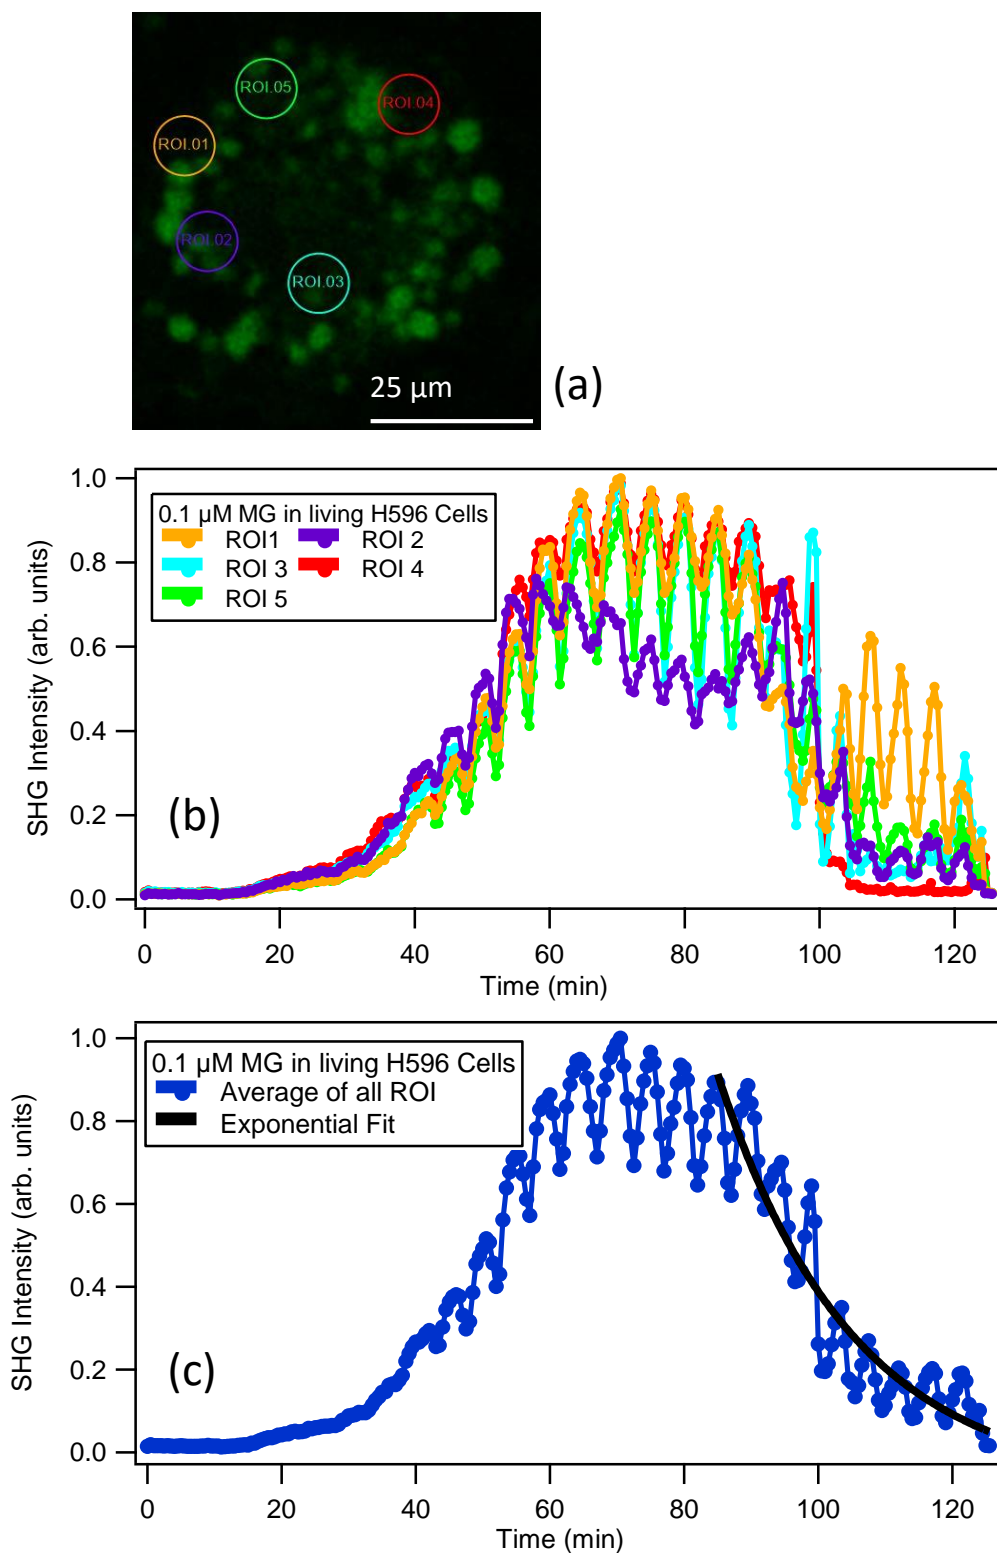 ROI.05
ROI.04
ROI.01
ROI.02
ROI.03
25 µm
(a)
1.0
0.8
0.6
0.4
0.2
0.0
SHG Intensity (arb. units)
0.1 µM MG in living H596 Cells
ROI1 ROI 2
ROI 3 ROI 4
ROI 5
(b)
0 20 40 60 80 100 120
Time (min)
1.0
0.8
0.6
0.4
0.2
0.0
SHG Intensity (arb. units)
0.1 µM MG in living H596 Cells
Average of all ROI
Exponential Fit
(c)
0 20 40 60 80 100 120
Time (min)